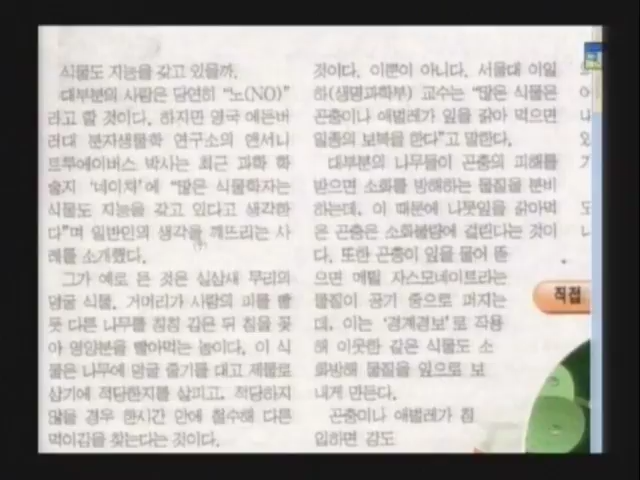 식물도 지능을 갖고 있을까.
대부분의 사람은 당연히 “노(NO)”
라고 할 것이다. 하지만 영국 에든버
러대 분자생물학 연구소의 앤서니
트루에이버스 박사는 최근 과학 학
술지 ‘네이처’에 “많은 식물학자는
식물도 지능을 갖고 있다고 생각한
다”며 일반인의 생각을 깨뜨리는 사
례를 소개했다.
그가 예로 든 것은 실삼새 무리의
덩굴 식물. 거머리가 사람의 피를 빨
듯 다른 나무를 칭칭 감은 뒤 침을 꽂
아 영양분을 빨아먹는 놈이다. 이 식
물은 나무에 덩굴 줄기를 대고 제물로
삼기에 적당한지를 살피고, 적당하지
않을 경우 한시간 안에 철수해 다른
먹이감을 찾는다는 것이다.
것이다. 이뿐이 아니다. 서울대 이일
하(생명과학부) 교수는 “많은 식물은
곤충이나 애벌레가 잎을 갉아 먹으면
일종의 보복을 한다”고 말한다.
대부분의 나무들이 곤충의 피해를
받으면 소화를 방해하는 물질을 분비
하는데, 이 때문에 나뭇잎을 갉아먹
은 곤충은 소화불량에 걸린다는 것이
다. 또한 곤충이 잎을 물어 뜯
으면 메틸 자스모네이트라는
물질이 공기 중으로 퍼지는
데, 이는 ‘경계경보’로 작용
해 이웃한 같은 식물도 소
화방해 물질을 잎으로 보
내게 만든다.
곤충이나 애벌레가 침
입하면 감도
직접